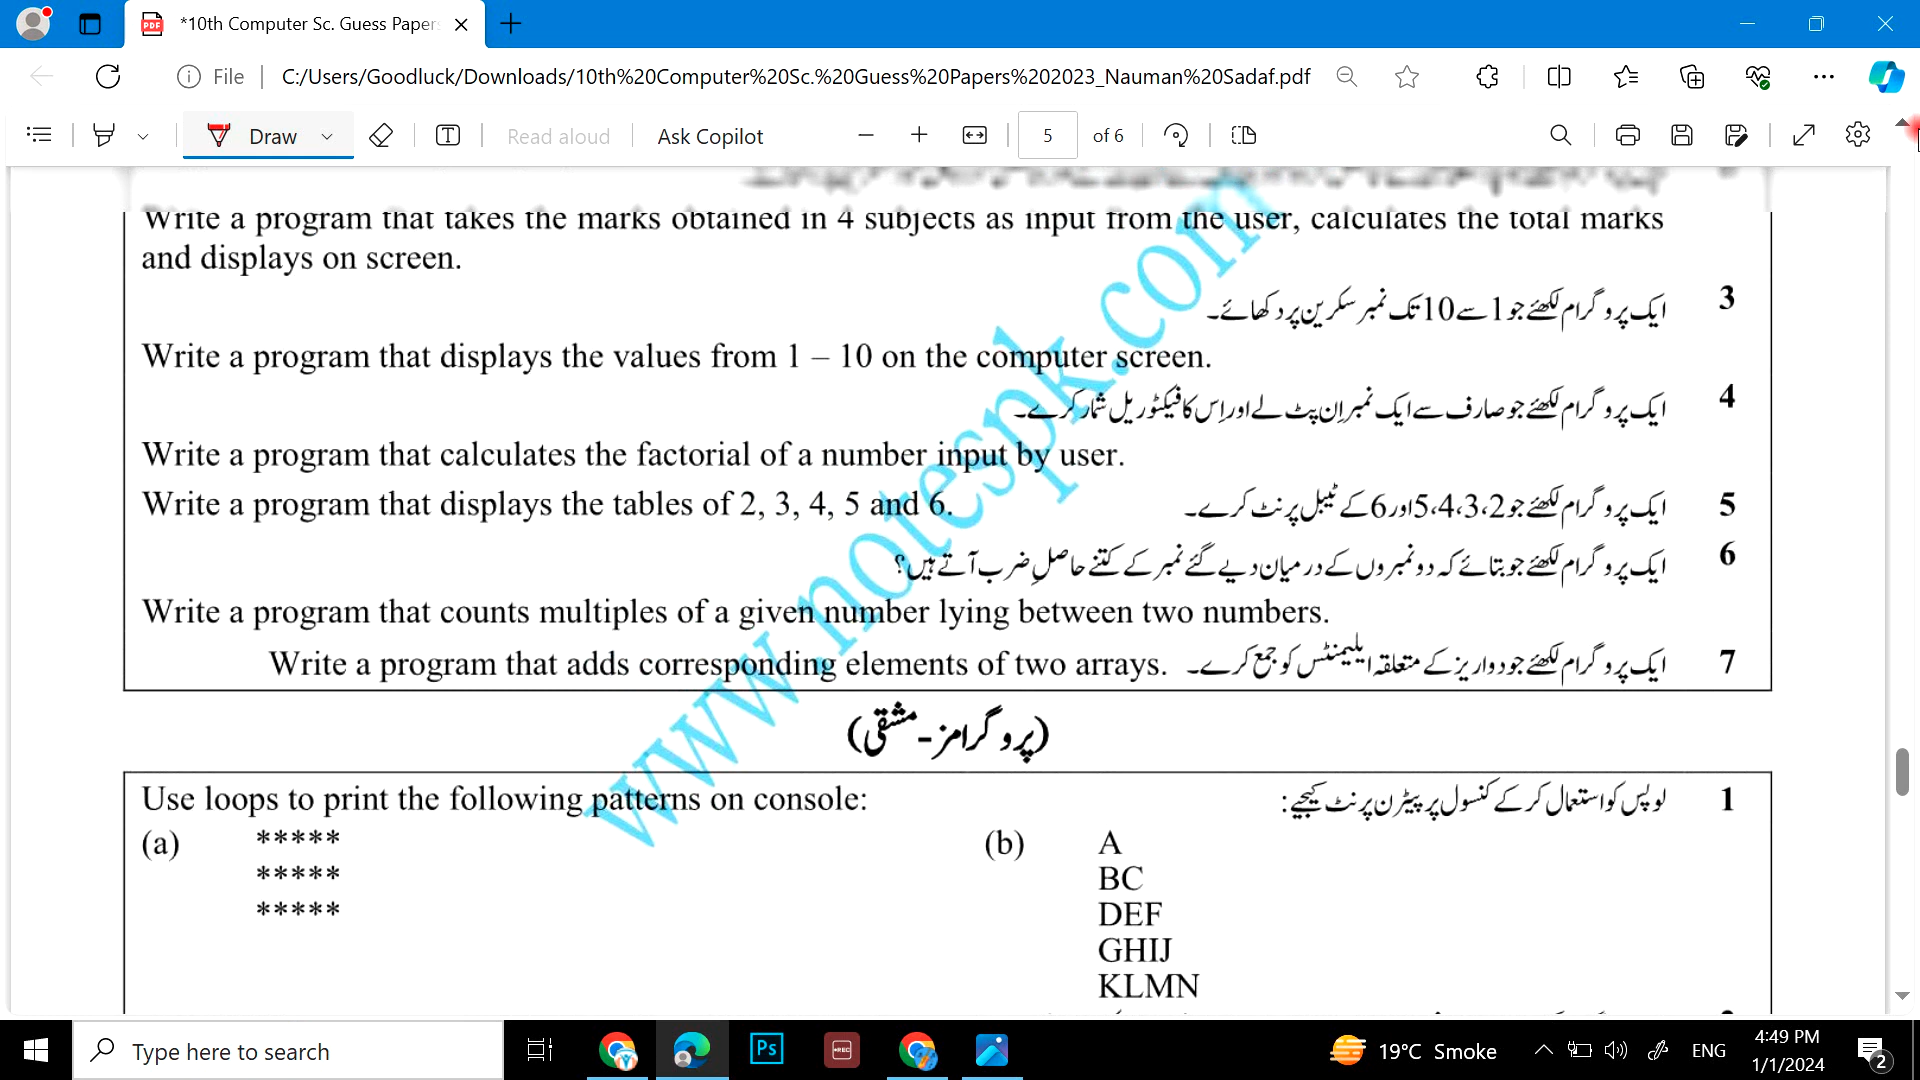 *10th Computer Sc. Guess Papers
File
C:/Users/Goodluck/Downloads/10th%20Computer%20Sc.%20Guess%20Papers%202023_Nauman%20Sadaf.pdf
Draw
Read aloud
Ask Copilot
5 of 6
Write a program that takes the marks obtained in 4 subjects as input from the user, calculates the total marks
and displays on screen.
3 ایک پروگرام لکھئے جو 1 سے 10 تک نمبر سکرین پر دکھائے۔
Write a program that displays the values from 1 – 10 on the computer screen.
4 ایک پروگرام لکھئے جو صارف سے ایک نمبر اِن پٹ لے اور اِس کا فیکٹوریل شمار کرے۔
Write a program that calculates the factorial of a number input by user.
Write a program that displays the tables of 2, 3, 4, 5 and 6.
5 ایک پروگرام لکھئے جو 2، 3، 4، 5 اور 6 کے ٹیبل پرنٹ کرے۔
6 ایک پروگرام لکھئے جو بتائے کہ دو نمبروں کے درمیان دیے گئے نمبر کے کتنے حاصلِ ضرب آتے ہیں؟
Write a program that counts multiples of a given number lying between two numbers.
Write a program that adds corresponding elements of two arrays.
7 ایک پروگرام لکھئے جو دو اریز کے متعلقہ ایلیمنٹس کو جمع کرے۔
(پروگرامز - مشقی)
Use loops to print the following patterns on console:
1 لوپس کو استعمال کر کے کنسول پر پیٹرن پرنٹ کیجیے:
(a) *****
*****
*****
(b) A
BC
DEF
GHIJ
KLMN
www.notespk.com
Type here to search
Ps
REC
19°C Smoke
ENG
4:49 PM
1/1/2024
2